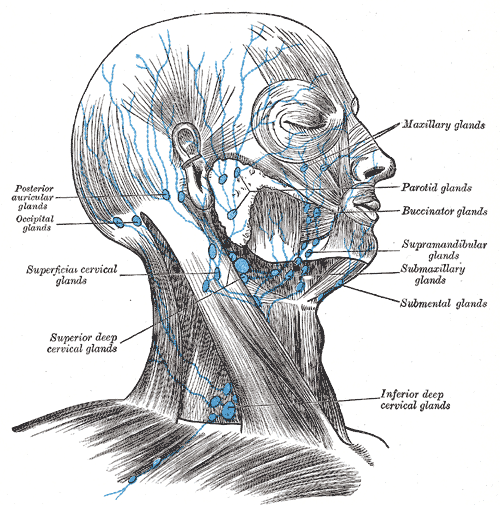 Maxillary glands
Posterior
auricular
glands
Parotid glands
Occipital
glands
Buccinator glands
Supramandibular
glands
Superficial cervical
glands
Submaxillary
glands
Submental glands
Superior deep
cervical glands
Inferior deep
cervical glands